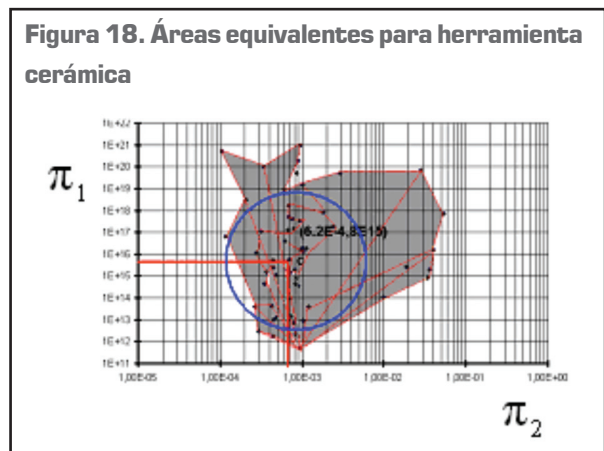 Figura 18. Áreas equivalentes para herramienta
cerámica
1E+22
1E+21
1E+20
π1
1E+19
1E+18
1E+17
(6.2E-4,8E15)
1E+16
1E+15
1E+14
1E+13
1E+12
1E+11
1,00E-05 1,00E-04 1,00E-03 1,00E-02 1,00E-01 1,00E+00
π2